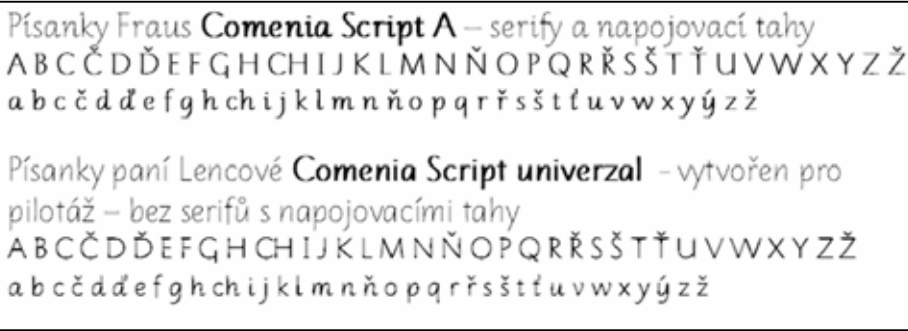 Písanky Fraus Comenia Script A – serify a napojovací tahy
A B C Č D Ď E F G H CH I J K L M N Ň O P Q R Ř S Š T Ť U V W X Y Z Ž
a b c č d ď e f g h ch i j k l m n ň o p q r ř s š t ť u v w x y ý z ž
Písanky paní Lencové Comenia Script univerzal - vytvořen pro
pilotáž – bez serifů s napojovacími tahy
A B C Č D Ď E F G H CH I J K L M N Ň O P Q R Ř S Š T Ť U V W X Y Z Ž
a b c č d ď e f g h ch i j k l m n ň o p q r ř s š t ť u v w x y ý z ž